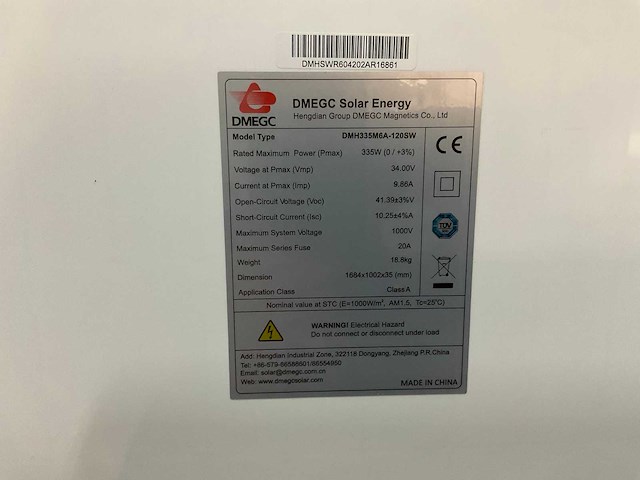 DMHSWR604202AR16861
DMEGC
DMEGC Solar Energy
Hengdian Group DMEGC Magnetics Co., Ltd
Model Type DMH335M6A-120SW
Rated Maximum Power (Pmax) 335W (0 / +3%)
Voltage at Pmax (Vmp) 34.00V
Current at Pmax (Imp) 9.86A
Open-Circuit Voltage (Voc) 41.39±3%V
Short-Circuit Current (Isc) 10.25±4%A
Maximum System Voltage 1000V
Maximum Series Fuse 20A
Weight 18.8kg
Dimension 1684x1002x35 (mm)
Application Class Class A
CE
TÜV
Nominal value at STC (E=1000W/m², AM1.5, Tc=25°C)
WARNING! Electrical Hazard
Do not connect or disconnect under load
Add: Hengdian Industrial Zone, 322118 Dongyang, Zhejiang P.R.China
Tel: +86-579-86588601/86554950
Email: solar@dmegc.com.cn
Web: www.dmegcsolar.com
MADE IN CHINA